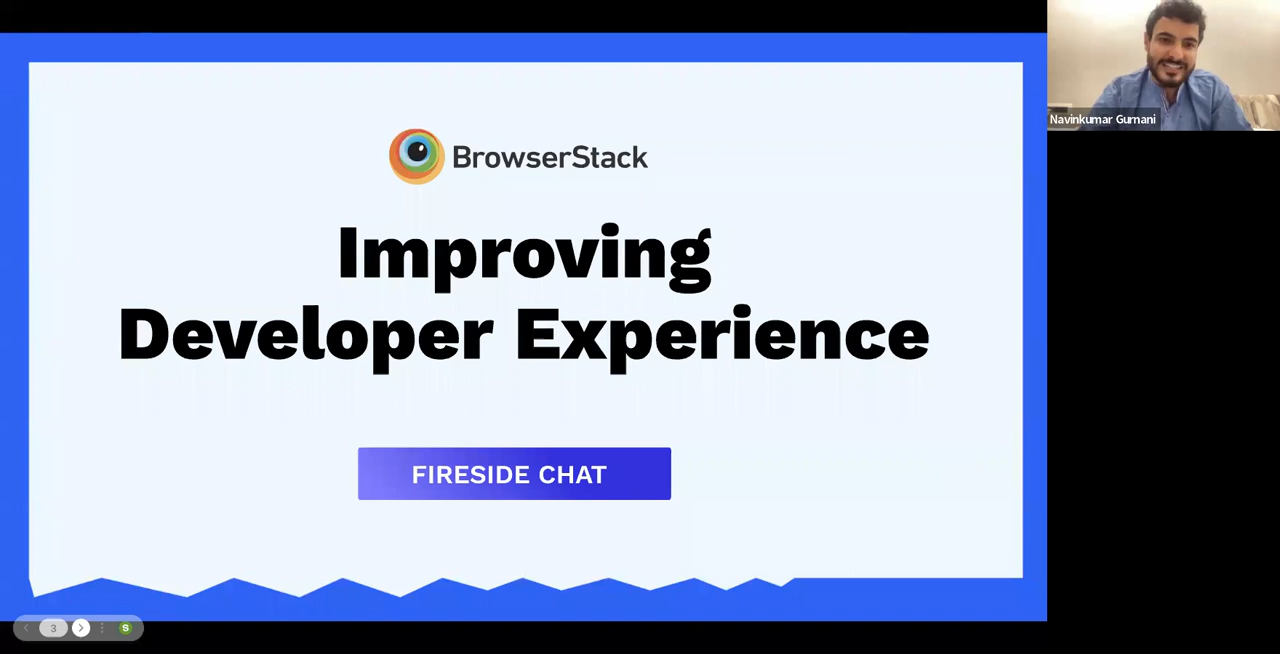 BrowserStack
Improving
Developer Experience
FIRESIDE CHAT
Navinkumar Gurnani
3
S